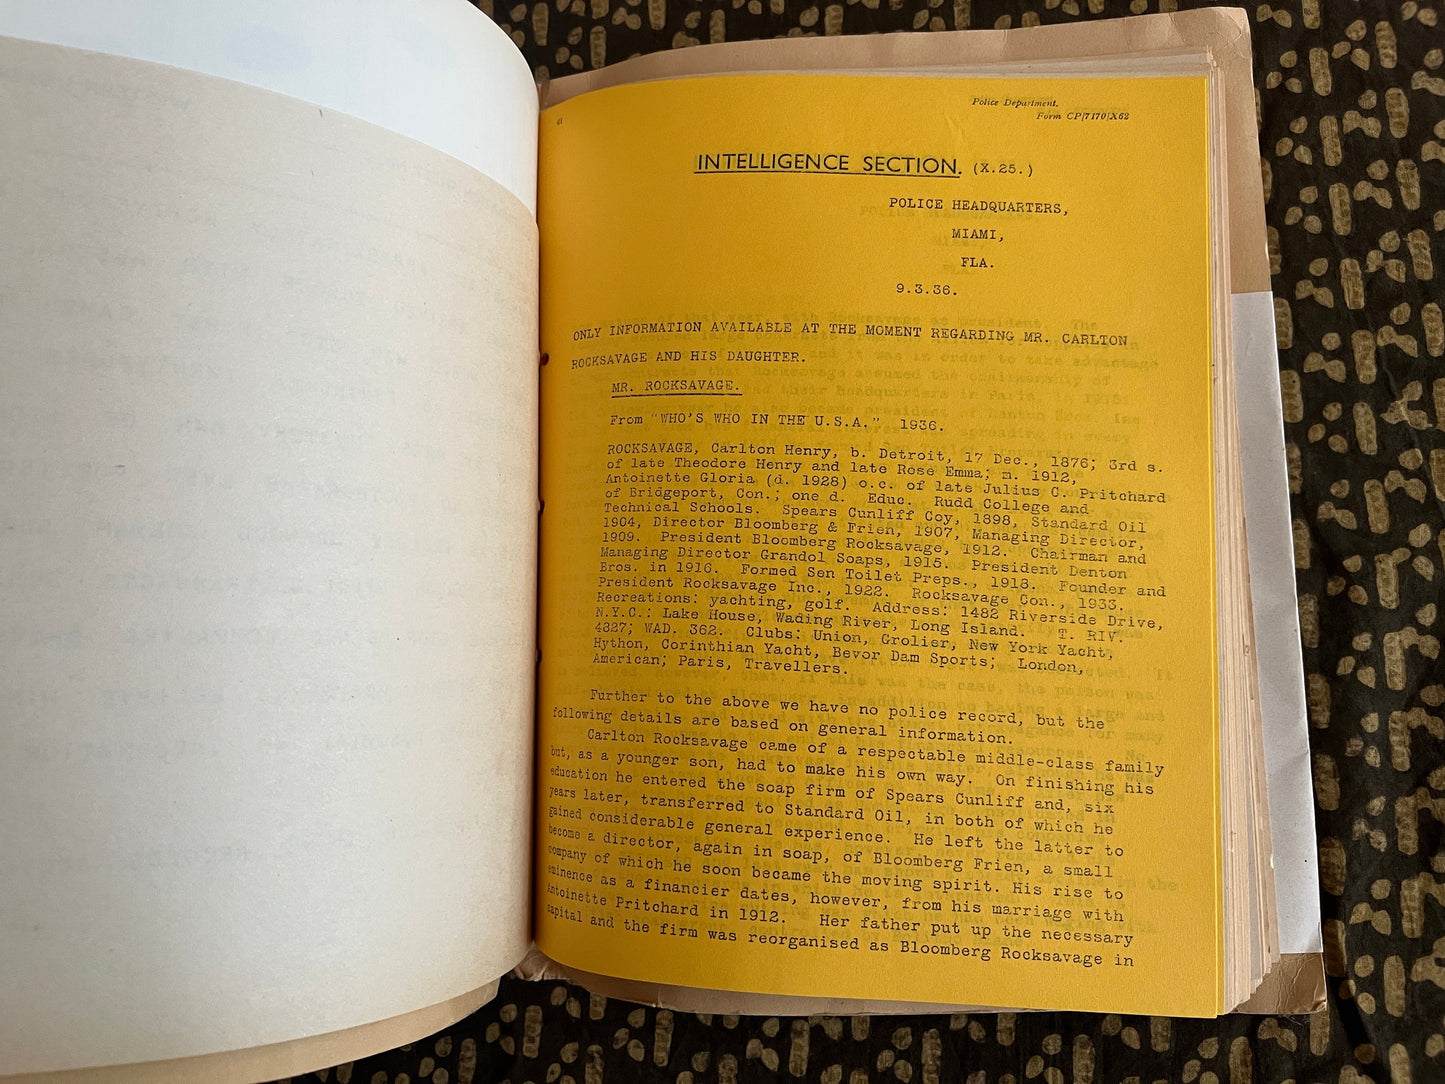 61
Police Department.
Form CP/7170/X62
INTELLIGENCE SECTION. (X.25.)
POLICE HEADQUARTERS,
MIAMI,
FLA.
9.3.36.
ONLY INFORMATION AVAILABLE AT THE MOMENT REGARDING MR. CARLTON
ROCKSAVAGE AND HIS DAUGHTER.
MR. ROCKSAVAGE.
From "WHO'S WHO IN THE U.S.A." 1936.
ROCKSAVAGE, Carlton Henry, b. Detroit, 17 Dec., 1876; 3rd s.
of late Theodore Henry and late Rose Emma; m. 1912,
Antoinette Gloria (d. 1928) o.c. of late Julius C. Pritchard
of Bridgeport, Con.; one d. Educ. Rudd College and
Technical Schools. Spears Cunliff Coy, 1898, Standard Oil
1904, Director Bloomberg & Frien, 1907, Managing Director,
1909. President Bloomberg Rocksavage, 1912. Chairman and
Managing Director Grandol Soaps, 1915. President Denton
Bros. in 1916. Formed Sen Toilet Preps., 1918. Founder and
President Rocksavage Inc., 1922. Rocksavage Con., 1933.
Recreations: yachting, golf. Address: 1482 Riverside Drive,
N.Y.C.: Lake House, Wading River, Long Island. T. RIV.
4827; WAD. 362. Clubs: Union, Grolier, New York Yacht,
Hython, Corinthian Yacht, Bevor Dam Sports; London,
American; Paris, Travellers.
Further to the above we have no police record, but the
following details are based on general information.
Carlton Rocksavage came of a respectable middle-class family
but, as a younger son, had to make his own way. On finishing his
education he entered the soap firm of Spears Cunliff and, six
years later, transferred to Standard Oil, in both of which he
gained considerable general experience. He left the latter to
become a director, again in soap, of Bloomberg Frien, a small
company of which he soon became the moving spirit. His rise to
eminence as a financier dates, however, from his marriage with
Antoinette Pritchard in 1912. Her father put up the necessary
capital and the firm was reorganised as Bloomberg Rocksavage in